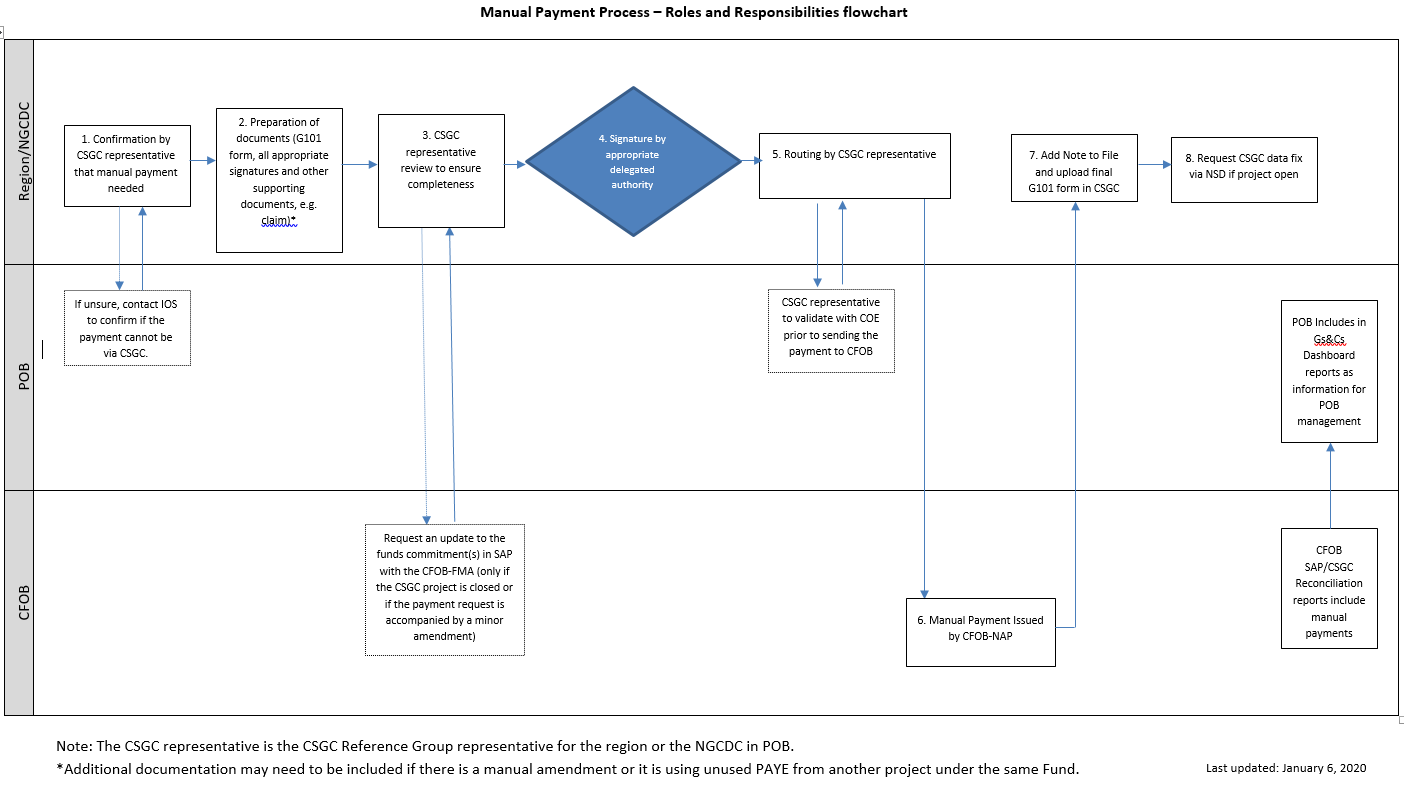 Manual Payment Process – Roles and Responsibilities flowchart
Region/NGCDC
1. Confirmation by
CSGC representative
that manual payment
needed
2. Preparation of
documents (G101
form, all appropriate
signatures and other
supporting
documents, e.g.
claim)*
3. CSGC
representative
review to ensure
completeness
4. Signature by
appropriate
delegated
authority
5. Routing by CSGC representative
7. Add Note to File
and upload final
G101 form in CSGC
8. Request CSGC data fix
via NSD if project open
POB
If unsure, contact IOS
to confirm if the
payment cannot be
via CSGC.
CSGC representative
to validate with COE
prior to sending the
payment to CFOB
POB Includes in
Gs&Cs
Dashboard
reports as
information for
POB
management
CFOB
Request an update to the
funds commitment(s) in SAP
with the CFOB-FMA (only if
the CSGC project is closed or
if the payment request is
accompanied by a minor
amendment)
6. Manual Payment Issued
by CFOB-NAP
CFOB
SAP/CSGC
Reconciliation
reports include
manual
payments
Note: The CSGC representative is the CSGC Reference Group representative for the region or the NGCDC in POB.
*Additional documentation may need to be included if there is a manual amendment or it is using unused PAYE from another project under the same Fund.
Last updated: January 6, 2020